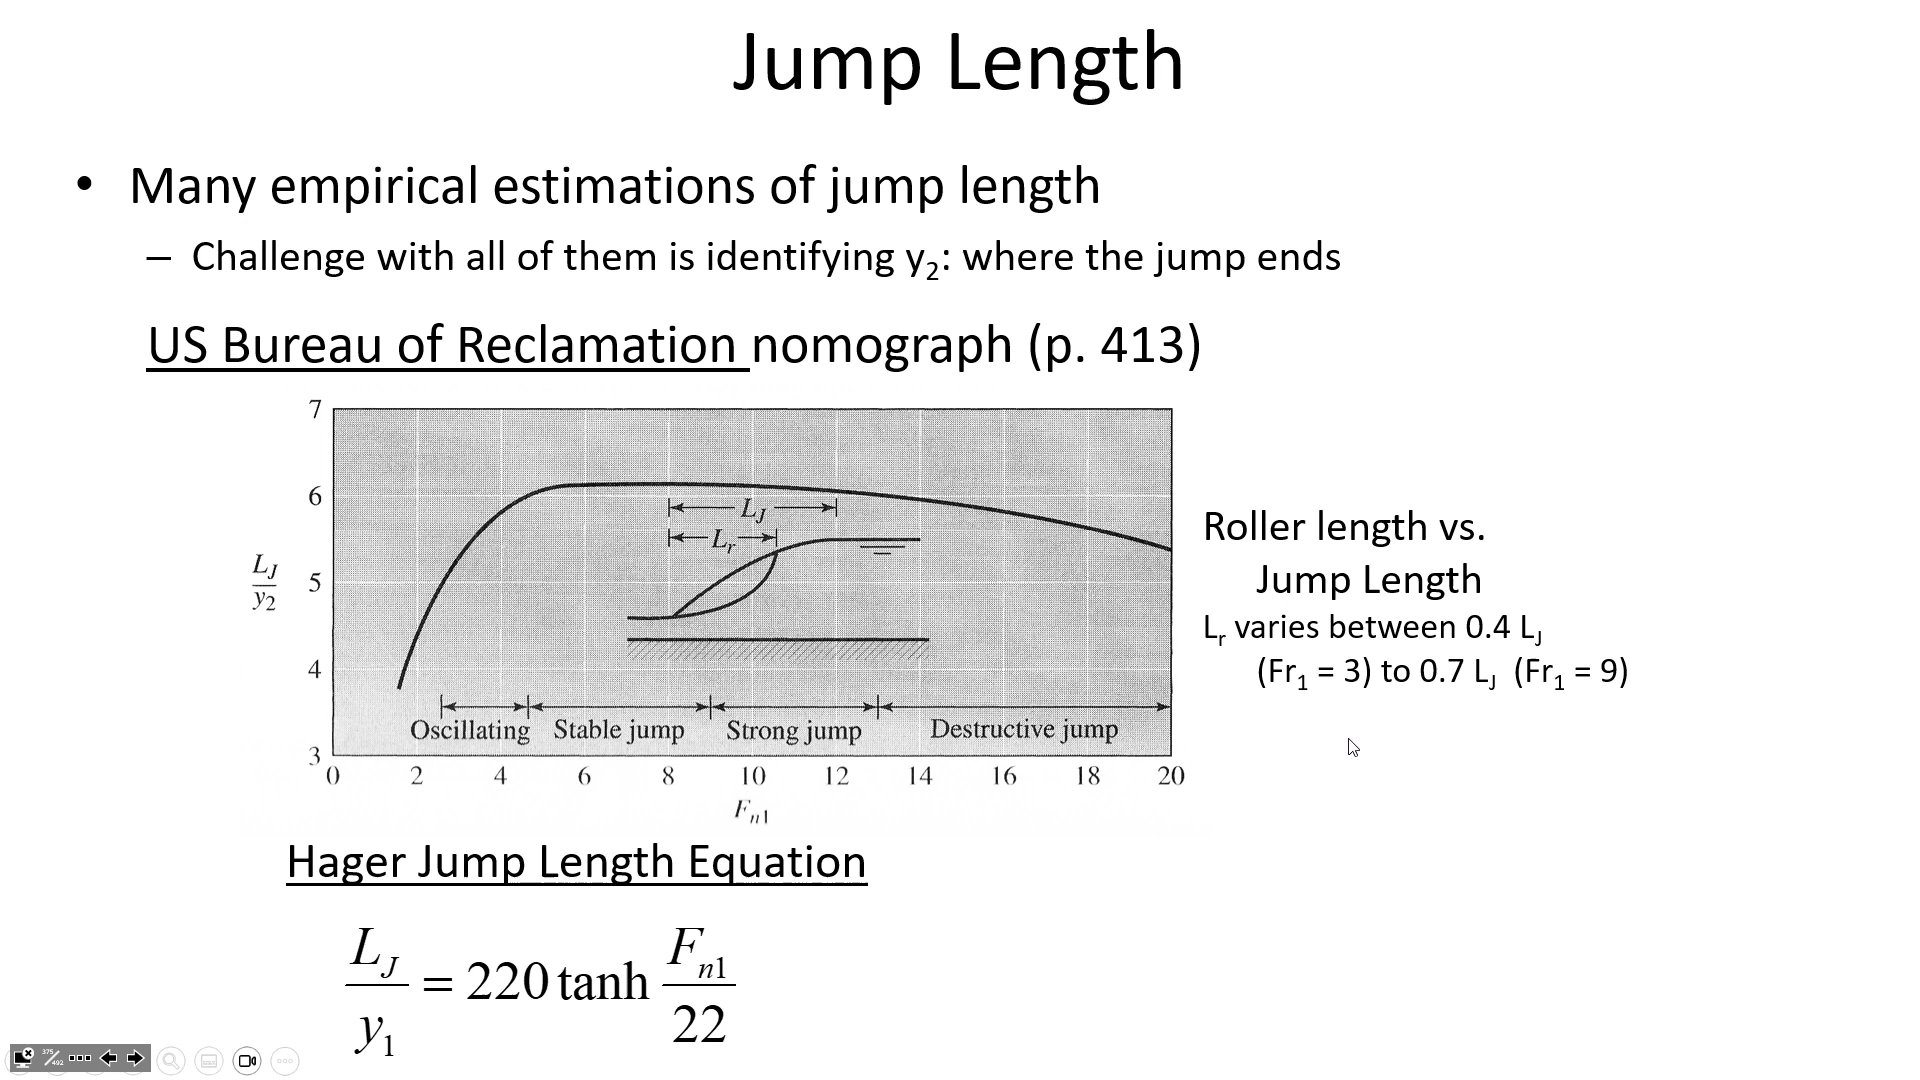 Jump Length
• Many empirical estimations of jump length
– Challenge with all of them is identifying y₂: where the jump ends
US Bureau of Reclamation nomograph (p. 413)
7
6
5
4
3
L_J
y₂
L_J
L_r
Oscillating Stable jump Strong jump Destructive jump
0 2 4 6 8 10 12 14 16 18 20
F_n1
Roller length vs.
Jump Length
L_r varies between 0.4 L_J
(Fr₁ = 3) to 0.7 L_J (Fr₁ = 9)
Hager Jump Length Equation
L_J / y₁ = 220 tanh F_n1 / 22
375/492